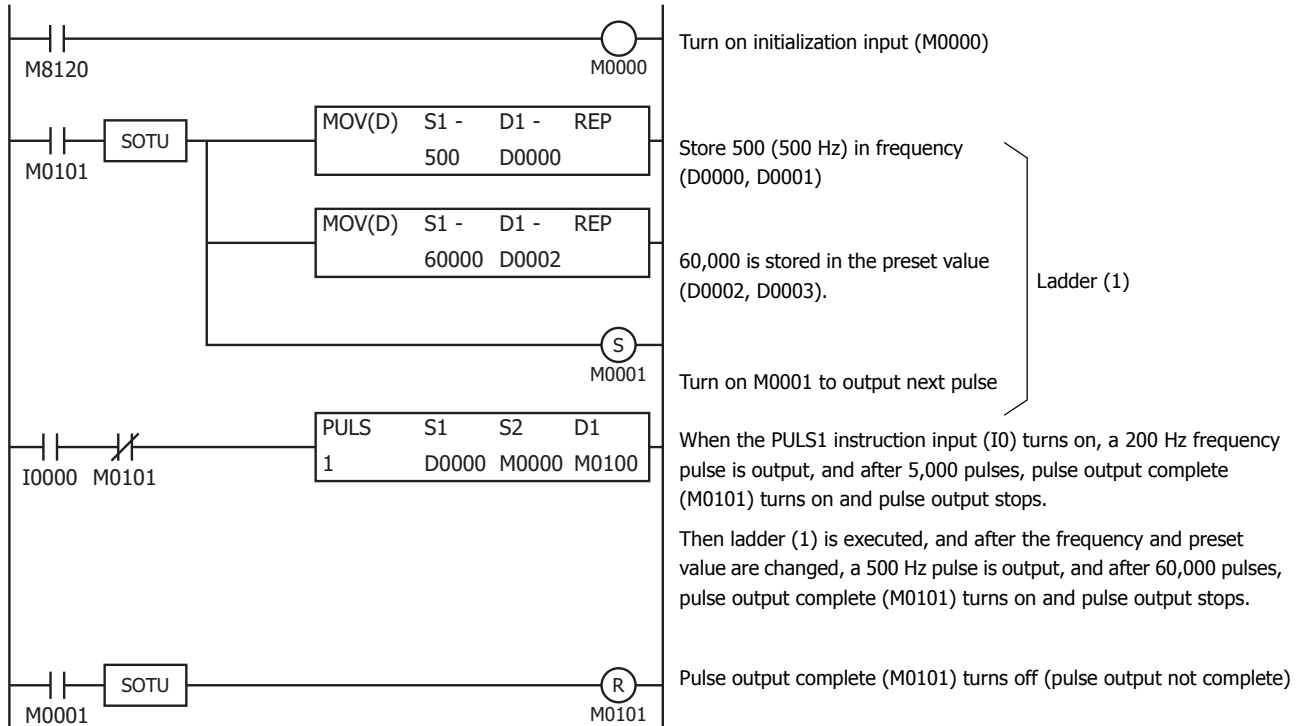 M8120
M0000
Turn on initialization input (M0000)
M0101
SOTU
MOV(D) S1 - D1 - REP
500 D0000
Store 500 (500 Hz) in frequency
(D0000, D0001)
MOV(D) S1 - D1 - REP
60000 D0002
60,000 is stored in the preset value
(D0002, D0003).
Ladder (1)
S
M0001
Turn on M0001 to output next pulse
I0000 M0101
PULS S1 S2 D1
1 D0000 M0000 M0100
When the PULS1 instruction input (I0) turns on, a 200 Hz frequency
pulse is output, and after 5,000 pulses, pulse output complete
(M0101) turns on and pulse output stops.
Then ladder (1) is executed, and after the frequency and preset
value are changed, a 500 Hz pulse is output, and after 60,000 pulses,
pulse output complete (M0101) turns on and pulse output stops.
M0001
SOTU
R
M0101
Pulse output complete (M0101) turns off (pulse output not complete)